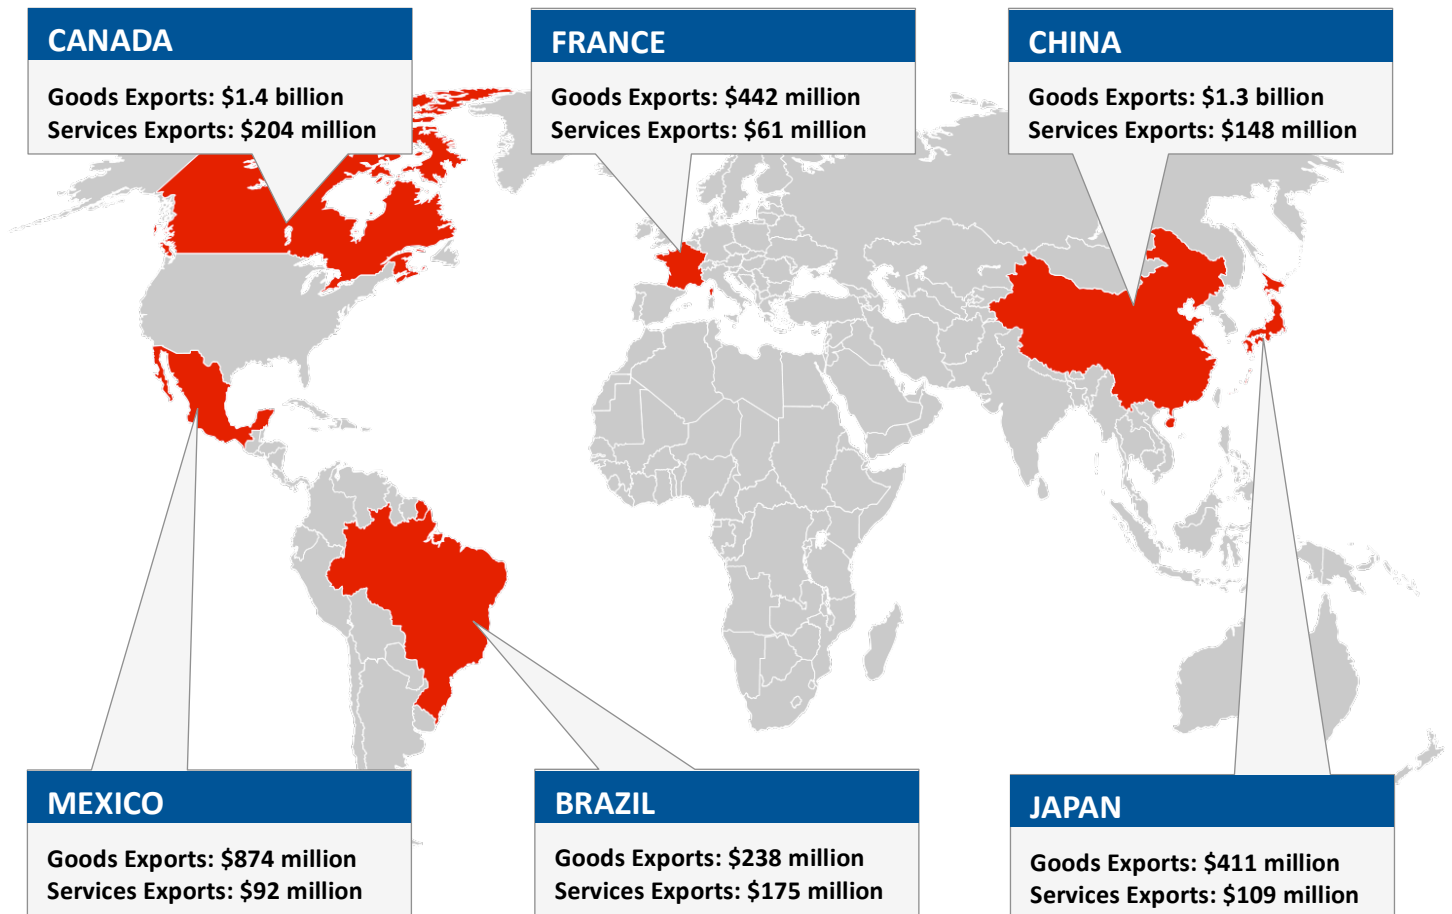 CANADA
Goods Exports: $1.4 billion
Services Exports: $204 million
FRANCE
Goods Exports: $442 million
Services Exports: $61 million
CHINA
Goods Exports: $1.3 billion
Services Exports: $148 million
MEXICO
Goods Exports: $874 million
Services Exports: $92 million
BRAZIL
Goods Exports: $238 million
Services Exports: $175 million
JAPAN
Goods Exports: $411 million
Services Exports: $109 million